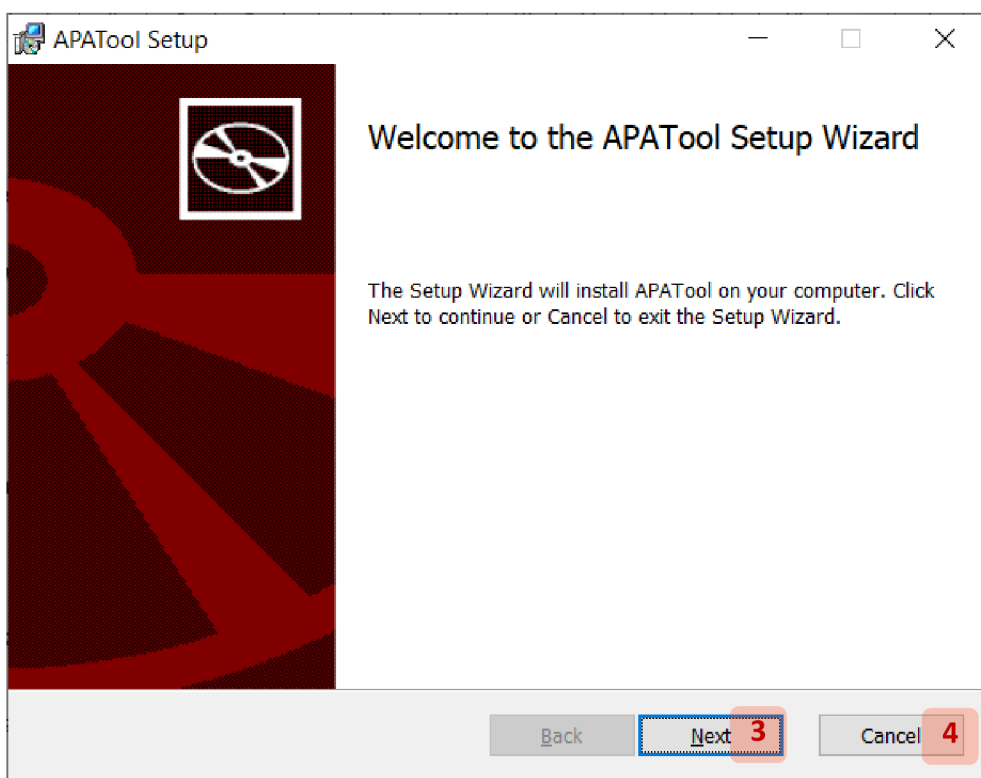 APATool Setup
Welcome to the APATool Setup Wizard
The Setup Wizard will install APATool on your computer. Click
Next to continue or Cancel to exit the Setup Wizard.
Back Next 3 Cancel 4